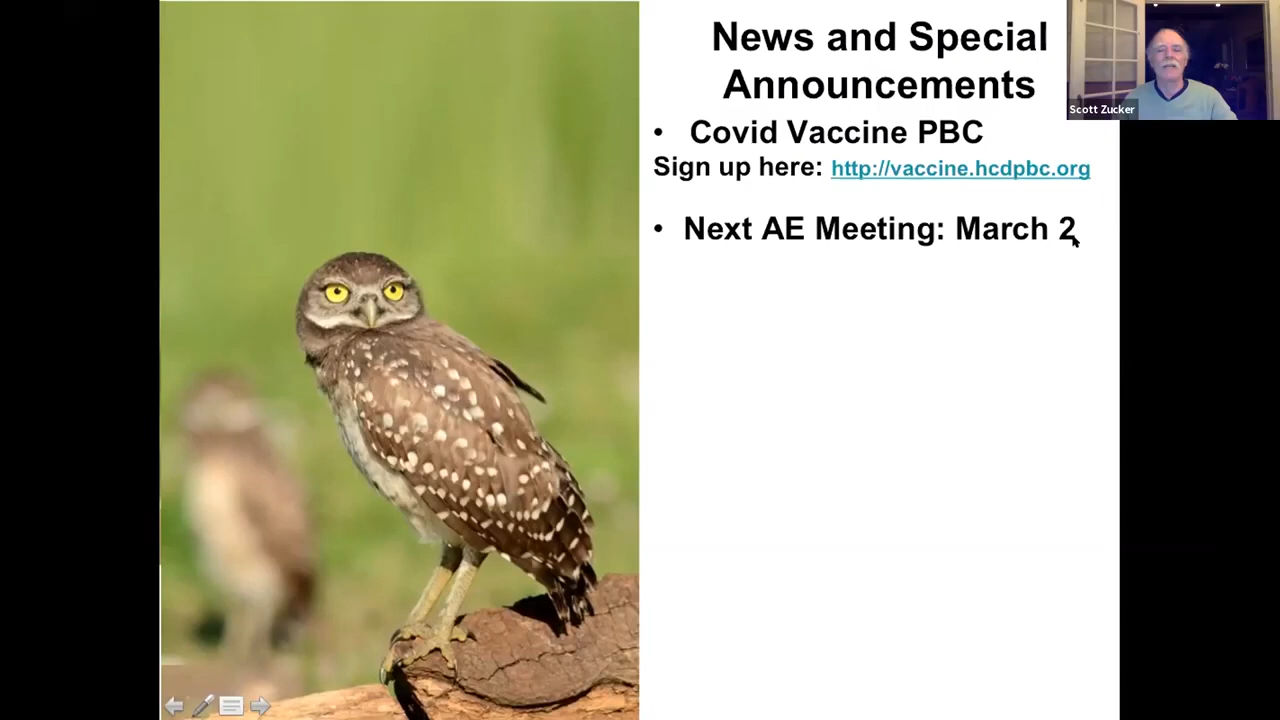 News and Special
Announcements
• Covid Vaccine PBC
Sign up here: http://vaccine.hcdpbc.org
• Next AE Meeting: March 2
Scott Zucker